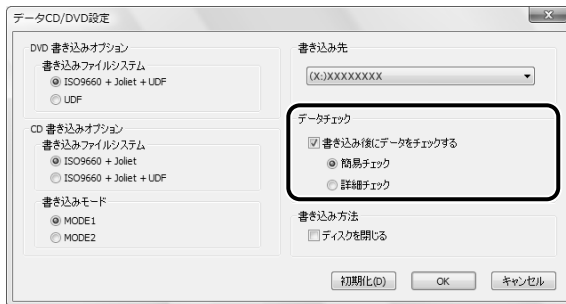 データCD/DVD設定
DVD 書き込みオプション
書き込みファイルシステム
ISO9660 + Joliet + UDF
UDF
CD 書き込みオプション
書き込みファイルシステム
ISO9660 + Joliet
ISO9660 + Joliet + UDF
書き込みモード
MODE1
MODE2
書き込み先
(X:)XXXXXXXX
データチェック
書き込み後にデータをチェックする
簡易チェック
詳細チェック
書き込み方法
ディスクを閉じる
初期化(D)
OK
キャンセル